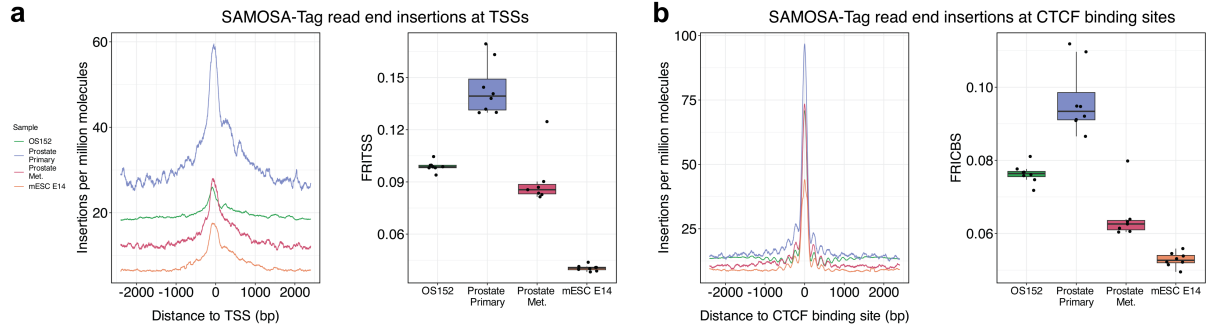 a
SAMOSA-Tag read end insertions at TSSs
Insertions per million molecules
60
40
20
-2000
-1000
0
1000
2000
Distance to TSS (bp)
Sample
OS152
Prostate
Primary
Prostate
Met.
mESC E14
FRITSS
0.15
0.12
0.09
0.06
OS152
Prostate
Primary
Prostate
Met.
mESC E14
b
SAMOSA-Tag read end insertions at CTCF binding sites
Insertions per million molecules
100
75
50
25
-2000
-1000
0
1000
2000
Distance to CTCF binding site (bp)
FRICBS
0.10
0.08
0.06
OS152
Prostate
Primary
Prostate
Met.
mESC E14